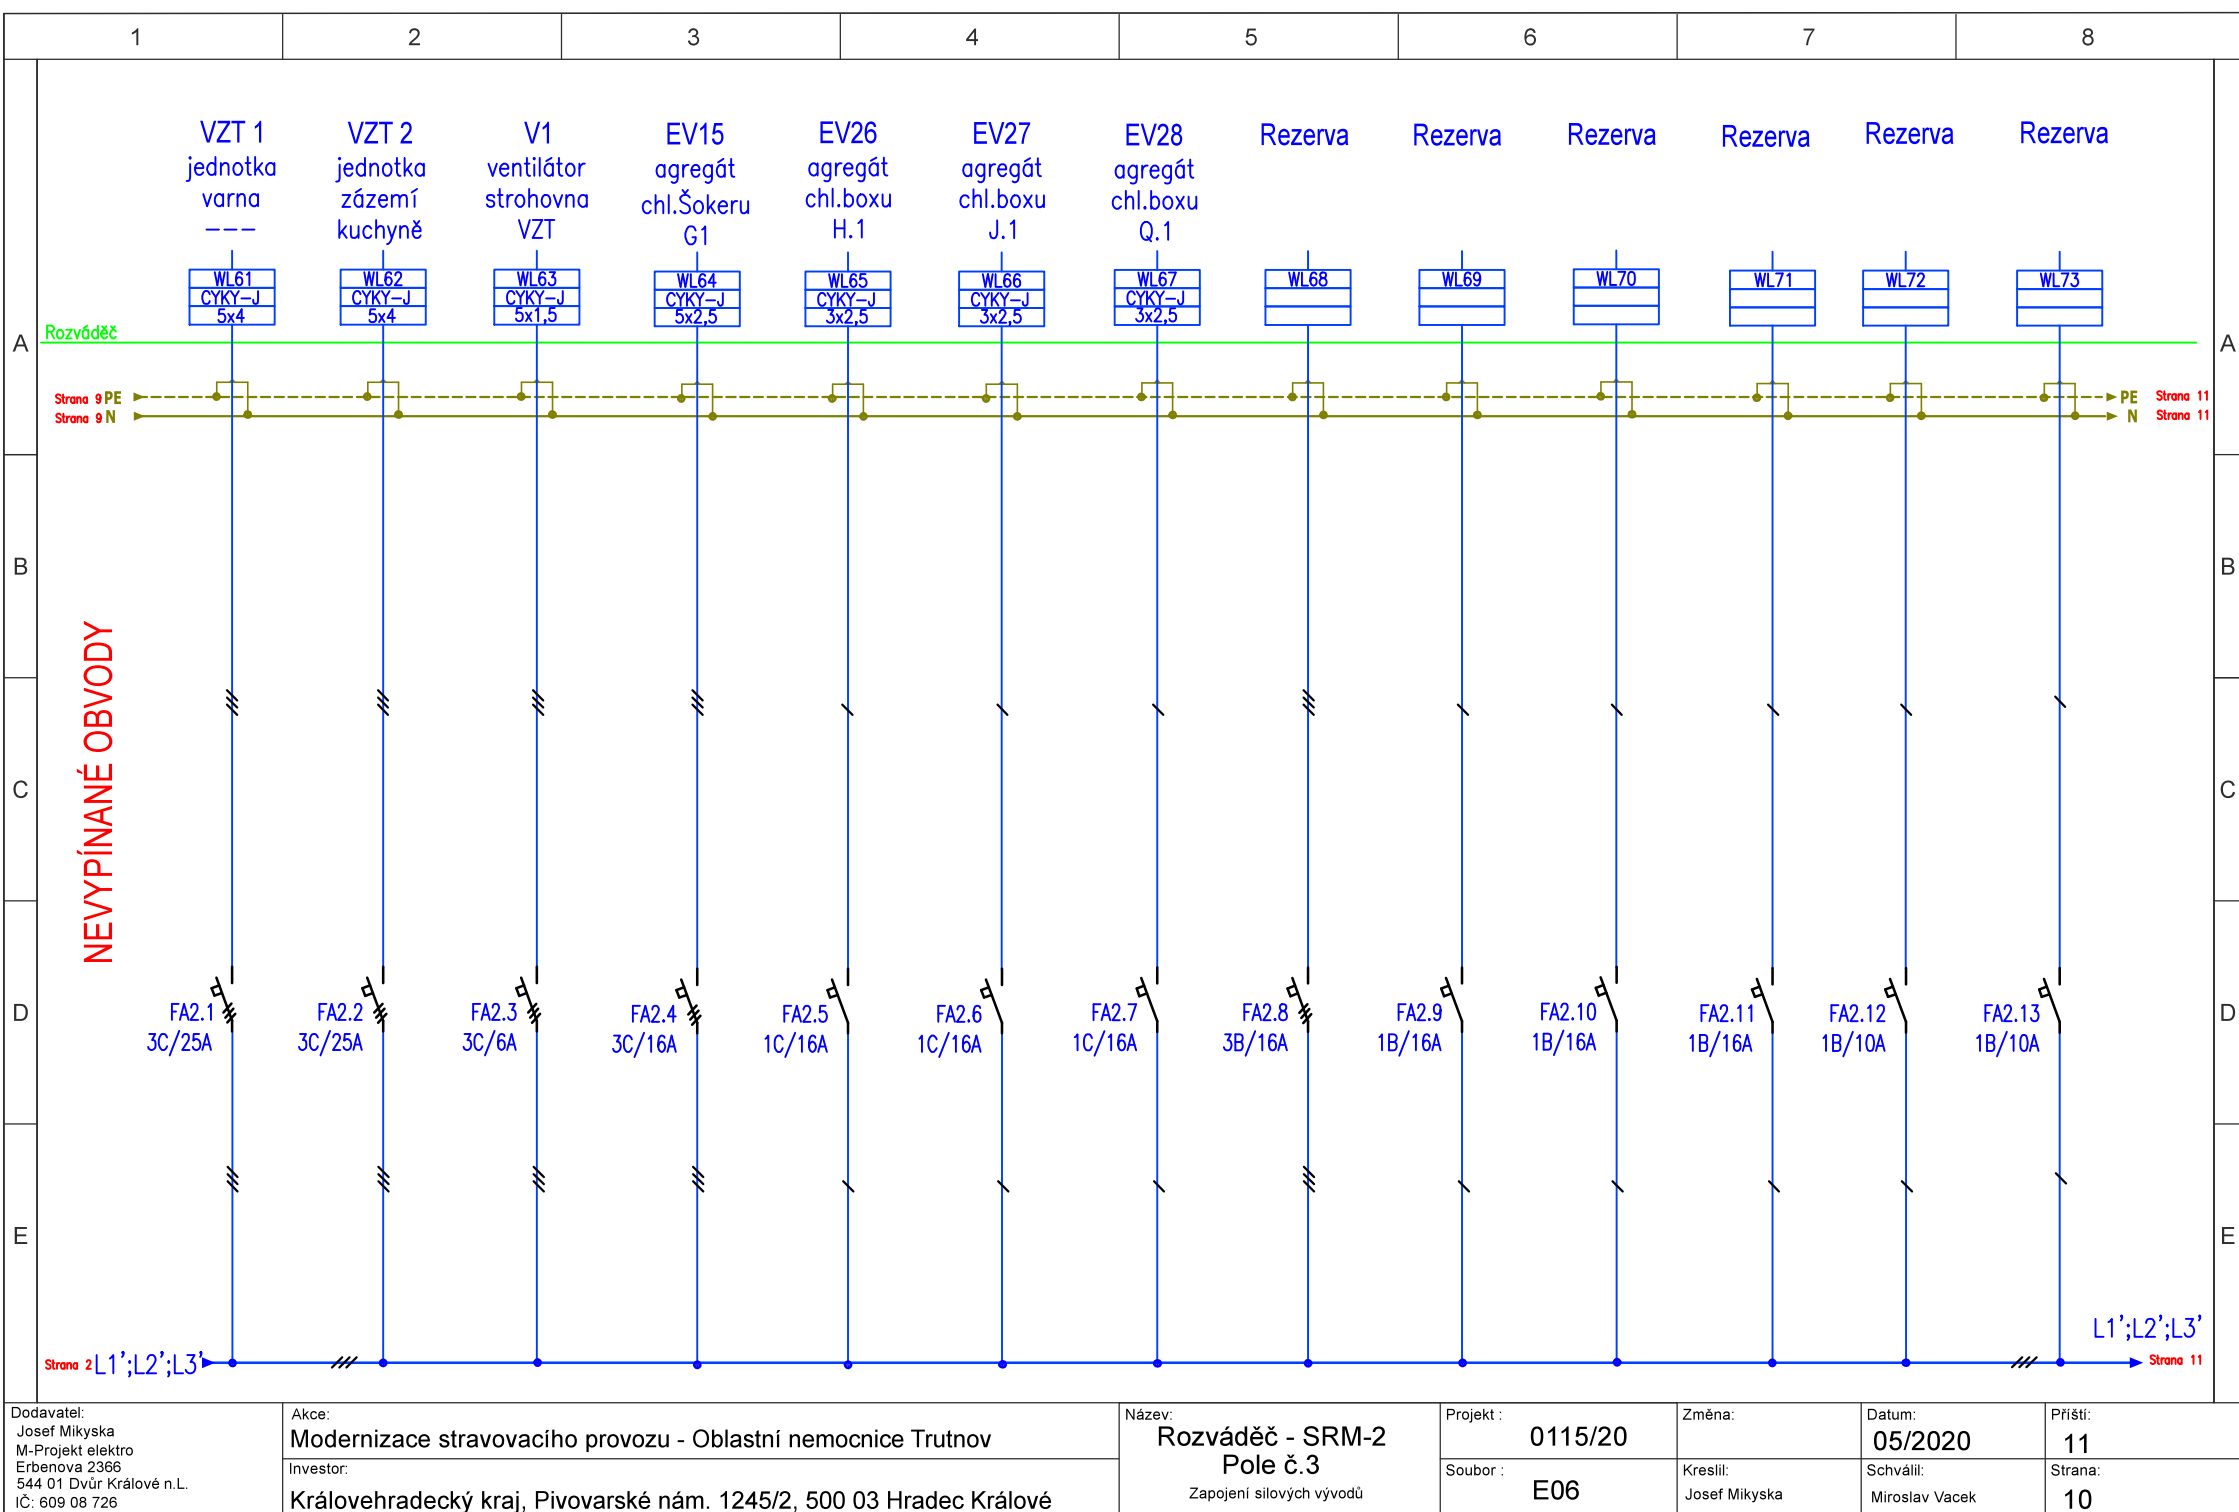 1 2 3 4 5 6 7 8
VZT 1
jednotka
varna
---
VZT 2
jednotka
zázemí
kuchyně
V1
ventilátor
strohovna
VZT
EV15
agregát
chl.Šokeru
G1
EV26
agregát
chl.boxu
H.1
EV27
agregát
chl.boxu
J.1
EV28
agregát
chl.boxu
Q.1
Rezerva
Rezerva
Rezerva
Rezerva
Rezerva
Rezerva
WL61
CYKY-J
5x4
WL62
CYKY-J
5x4
WL63
CYKY-J
5x1,5
WL64
CYKY-J
5x2,5
WL65
CYKY-J
3x2,5
WL66
CYKY-J
3x2,5
WL67
CYKY-J
3x2,5
WL68
WL69
WL70
WL71
WL72
WL73
Rozváděč
A A
Strana 9 PE PE Strana 11
Strana 9 N N Strana 11
B B
NEVYPÍNANÉ OBVODY
C C
D D
FA2.1
3C/25A
FA2.2
3C/25A
FA2.3
3C/6A
FA2.4
3C/16A
FA2.5
1C/16A
FA2.6
1C/16A
FA2.7
1C/16A
FA2.8
3B/16A
FA2.9
1B/16A
FA2.10
1B/16A
FA2.11
1B/16A
FA2.12
1B/10A
FA2.13
1B/10A
E E
L1';L2';L3'
Strana 2 L1';L2';L3' Strana 11
Dodavatel:
Josef Mikyska
M-Projekt elektro
Erbenova 2366
544 01 Dvůr Králové n.L.
IČ: 609 08 726
Akce:
Modernizace stravovacího provozu - Oblastní nemocnice Trutnov
Investor:
Královehradecký kraj, Pivovarské nám. 1245/2, 500 03 Hradec Králové
Název:
Rozváděč - SRM-2
Pole č.3
Zapojení silových vývodů
Projekt :
0115/20
Soubor :
E06
Změna:
Kreslil:
Josef Mikyska
Datum:
05/2020
Schválil:
Miroslav Vacek
Příští:
11
Strana:
10